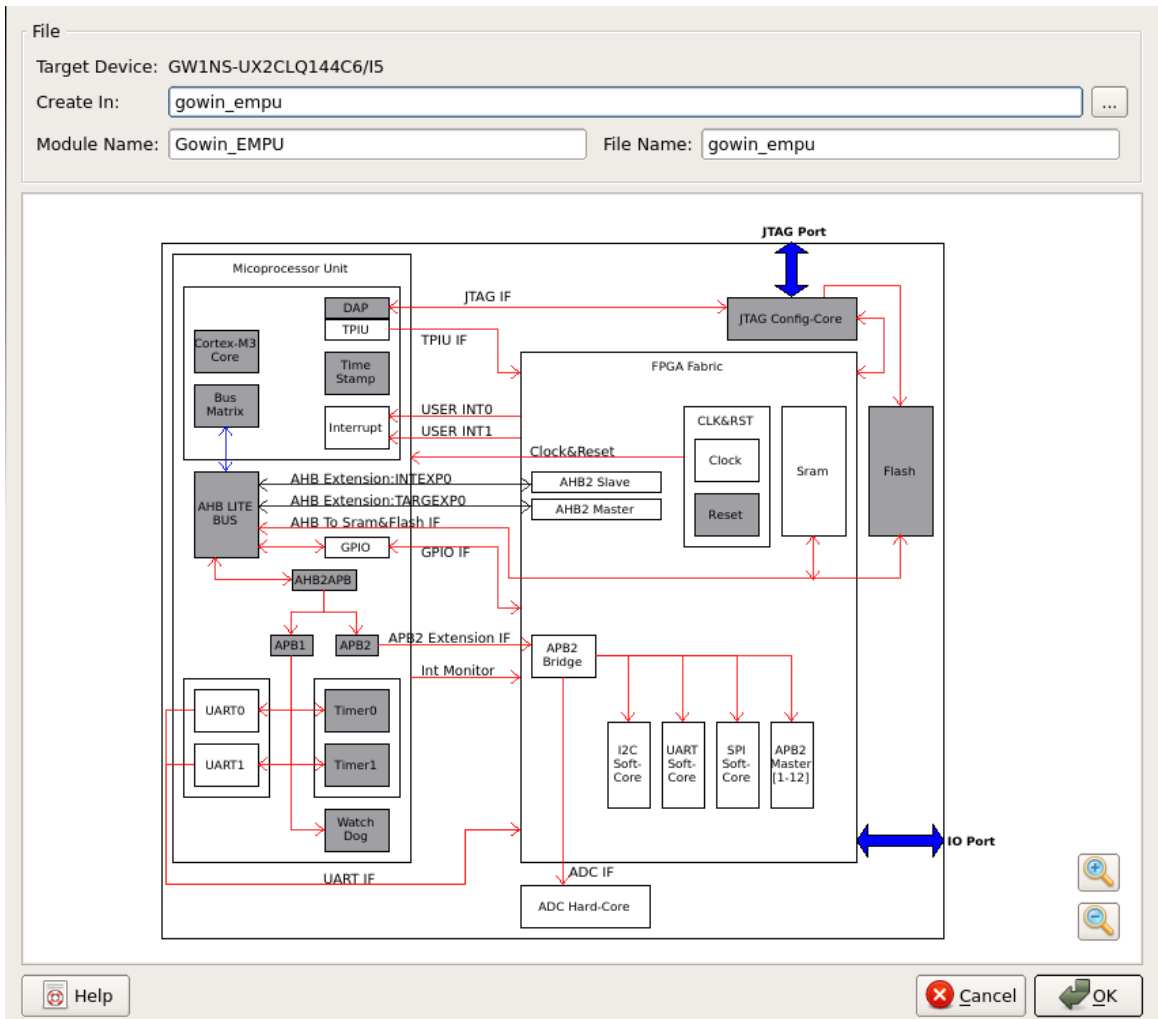 File
Target Device: GW1NS-UX2CLQ144C6/I5
Create In: gowin_empu
...
Module Name: Gowin_EMPU
File Name: gowin_empu
JTAG Port
Micoprocessor Unit
DAP
TPIU
Cortex-M3
Core
Time
Stamp
Bus
Matrix
Interrupt
JTAG IF
TPIU IF
JTAG Config-Core
FPGA Fabric
USER INT0
USER INT1
Clock&Reset
CLK&RST
Clock
Reset
Sram
Flash
AHB LITE
BUS
AHB Extension:INTEXP0
AHB Extension:TARGEXP0
AHB To Sram&Flash IF
AHB2 Slave
AHB2 Master
GPIO
GPIO IF
AHB2APB
APB1
APB2
APB2 Extension IF
APB2
Bridge
Int Monitor
UART0
Timer0
UART1
Timer1
Watch
Dog
I2C
Soft-
Core
UART
Soft-
Core
SPI
Soft-
Core
APB2
Master
[1-12]
IO Port
UART IF
ADC IF
ADC Hard-Core
Help
Cancel
OK